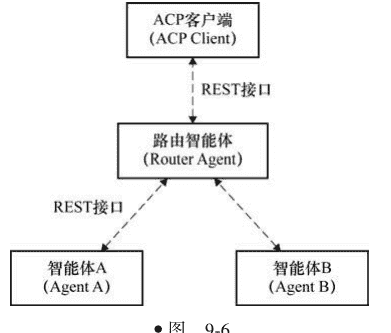 ACP客户端
(ACP Client)
REST接口
路由智能体
(Router Agent)
REST接口
智能体A
(Agent A)
智能体B
(Agent B)
•图 9-6